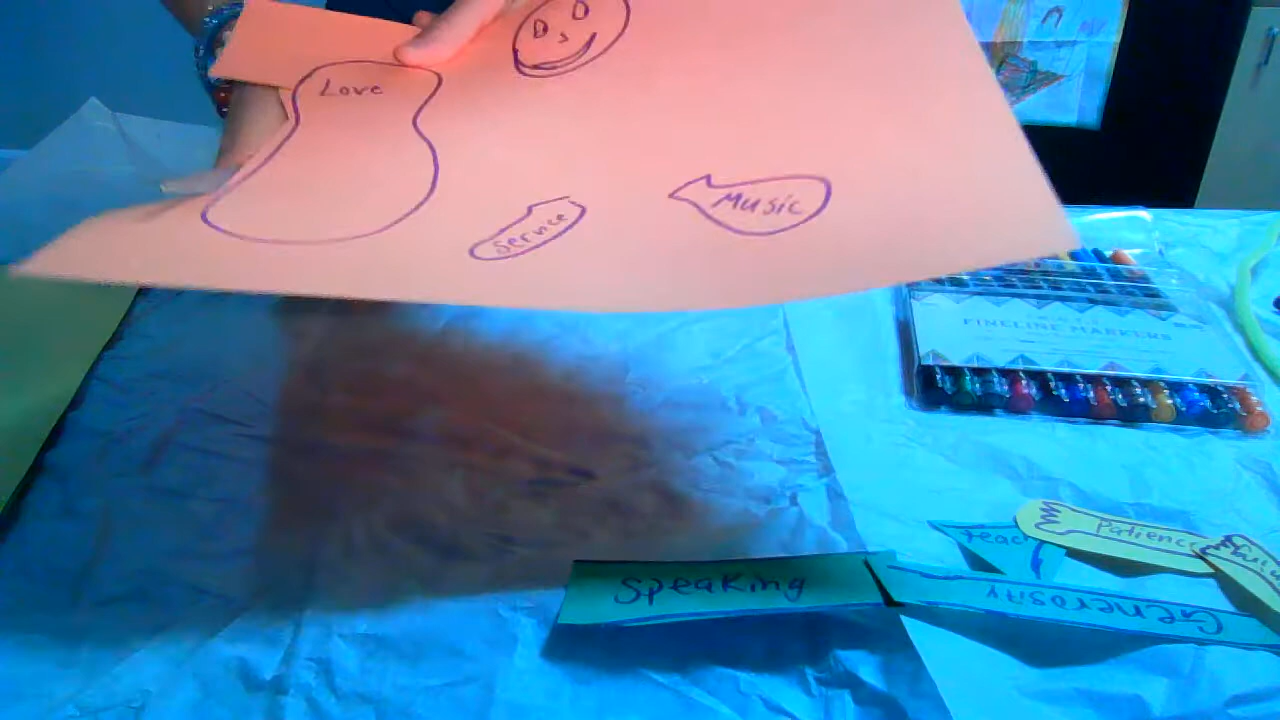 Love
Service
Music
FINELINE MARKERS
Speaking
Patience
Generosity